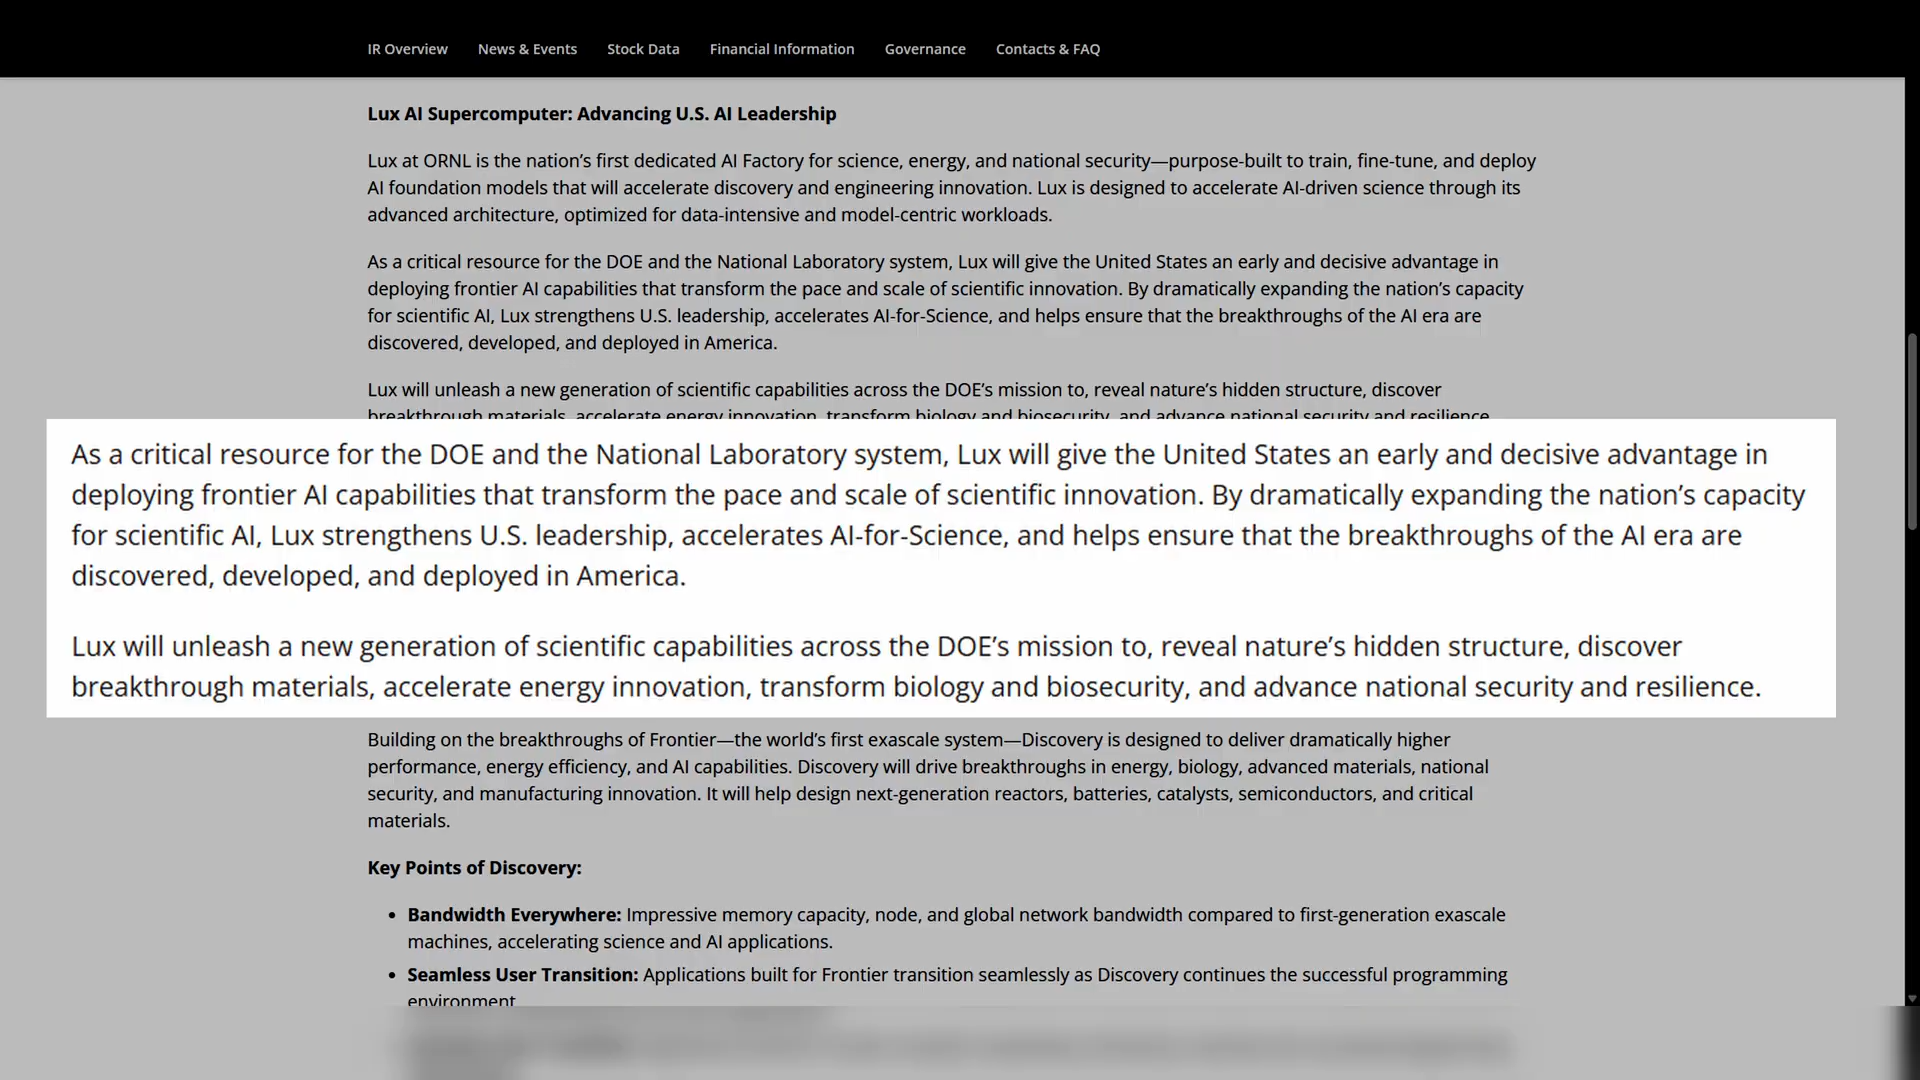 IR Overview News & Events Stock Data Financial Information Governance Contacts & FAQ
Lux AI Supercomputer: Advancing U.S. AI Leadership
Lux at ORNL is the nation’s first dedicated AI Factory for science, energy, and national security—purpose-built to train, fine-tune, and deploy
AI foundation models that will accelerate discovery and engineering innovation. Lux is designed to accelerate AI-driven science through its
advanced architecture, optimized for data-intensive and model-centric workloads.
As a critical resource for the DOE and the National Laboratory system, Lux will give the United States an early and decisive advantage in
deploying frontier AI capabilities that transform the pace and scale of scientific innovation. By dramatically expanding the nation’s capacity
for scientific AI, Lux strengthens U.S. leadership, accelerates AI-for-Science, and helps ensure that the breakthroughs of the AI era are
discovered, developed, and deployed in America.
Lux will unleash a new generation of scientific capabilities across the DOE’s mission to, reveal nature’s hidden structure, discover
breakthrough materials, accelerate energy innovation, transform biology and biosecurity, and advance national security and resilience.
As a critical resource for the DOE and the National Laboratory system, Lux will give the United States an early and decisive advantage in
deploying frontier AI capabilities that transform the pace and scale of scientific innovation. By dramatically expanding the nation’s capacity
for scientific AI, Lux strengthens U.S. leadership, accelerates AI-for-Science, and helps ensure that the breakthroughs of the AI era are
discovered, developed, and deployed in America.
Lux will unleash a new generation of scientific capabilities across the DOE’s mission to, reveal nature’s hidden structure, discover
breakthrough materials, accelerate energy innovation, transform biology and biosecurity, and advance national security and resilience.
Building on the breakthroughs of Frontier—the world’s first exascale system—Discovery is designed to deliver dramatically higher
performance, energy efficiency, and AI capabilities. Discovery will drive breakthroughs in energy, biology, advanced materials, national
security, and manufacturing innovation. It will help design next-generation reactors, batteries, catalysts, semiconductors, and critical
materials.
Key Points of Discovery:
• Bandwidth Everywhere: Impressive memory capacity, node, and global network bandwidth compared to first-generation exascale
machines, accelerating science and AI applications.
• Seamless User Transition: Applications built for Frontier transition seamlessly as Discovery continues the successful programming
environment